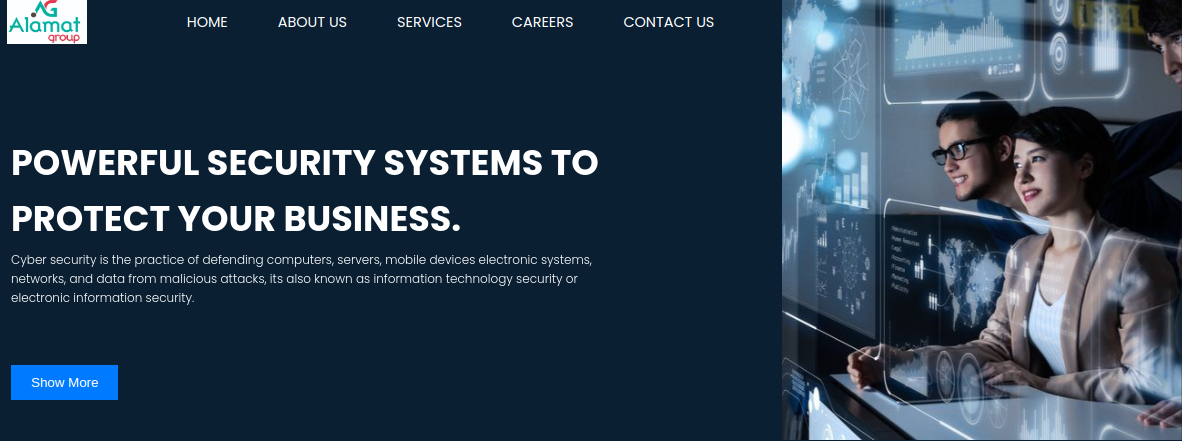 AG
Alamat
group
HOME ABOUT US SERVICES CAREERS CONTACT US
POWERFUL SECURITY SYSTEMS TO
PROTECT YOUR BUSINESS.
Cyber security is the practice of defending computers, servers, mobile devices electronic systems,
networks, and data from malicious attacks, its also known as information technology security or
electronic information security.
Show More